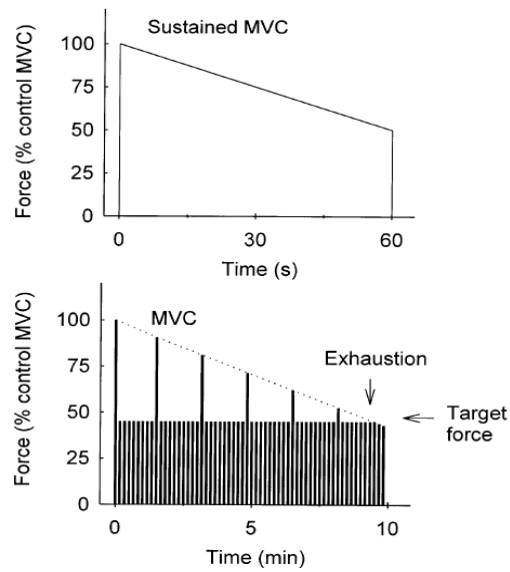 Sustained MVC
Force (% control MVC)
100
75
50
25
0
0 30 60
Time (s)
MVC
Exhaustion
Target
force
Force (% control MVC)
100
75
50
25
0
0 5 10
Time (min)